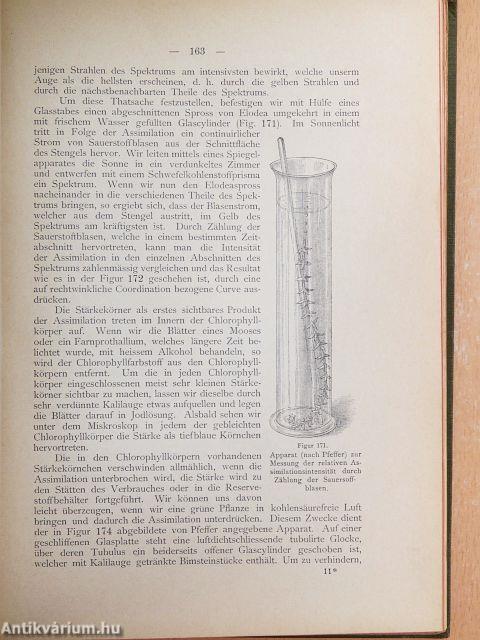 — 163 —
jenigen Strahlen des Spektrums am intensivsten bewirkt, welche unserm
Auge als die hellsten erscheinen, d. h. durch die gelben Strahlen und
durch die nächstbenachbarten Theile des Spektrums.
Um diese Thatsache festzustellen, befestigen wir mit Hülfe eines
Glasstabes einen abgeschnittenen Spross von Elodea umgekehrt in einem
mit frischem Wasser gefüllten Glascylinder (Fig. 171). Im Sonnenlicht
tritt in Folge der Assimilation ein continuirlicher
Strom von Sauerstoffblasen aus der Schnittfläche
des Stengels hervor. Wir leiten mittels eines Spiegel-
apparates die Sonne in ein verdunkeltes Zimmer
und entwerfen mit einem Schwefelkohlenstoffprisma
ein Spektrum. Wenn wir nun den Elodeaspross
nacheinander in die verschiedenen Theile des Spek-
trums bringen, so ergiebt sich, dass der Blasenstrom,
welcher aus dem Stengel austritt, im Gelb des
Spektrums am kräftigsten ist. Durch Zählung der
Sauerstoffblasen, welche in einem bestimmten Zeit-
abschnitt hervortreten, kann man die Intensität
der Assimilation in den einzelnen Abschnitten des
Spektrums zahlenmässig vergleichen und das Resultat
wie es in der Figur 172 geschehen ist, durch eine
auf rechtwinkliche Coordination bezogene Curve aus-
drücken.
Die Stärkekörner als erstes sichtbares Produkt
der Assimilation treten im Innern der Chlorophyll-
körper auf. Wenn wir die Blätter eines Mooses
oder ein Farnprothallium, welches längere Zeit be-
lichtet wurde, mit heissem Alkohol behandeln, so
wird der Chlorophyllfarbstoff aus den Chlorophyll-
körpern entfernt. Um die in jeden Chlorophyll-
körper eingeschlossenen meist sehr kleinen Stärke-
körner sichtbar zu machen, lassen wir dieselbe durch
sehr verdünnte Kalilauge etwas aufquellen und legen
die Blätter darauf in Jodlösung. Alsbald sehen wir
unter dem Miskroskop in jedem der gebleichten
Chlorophyllkörper die Stärke als tiefblaue Körnchen
hervortreten.
Die in den Chlorophyllkörpern vorhandenen
Stärkekörnchen verschwinden allmählich, wenn die
Assimilation unterbrochen wird, die Stärke wird zu
den Stätten des Verbrauches oder in die Reserve-
stoffbehälter fortgeführt. Wir können uns davon
leicht überzeugen, wenn wir eine grüne Pflanze in kohlensäurefreie Luft
bringen und dadurch die Assimilation unterdrücken. Diesem Zwecke dient
der in Figur 174 abgebildete von Pfeffer angegebene Apparat. Auf einer
geschliffenen Glasplatte steht eine luftdichtschliessende tubulirte Glocke,
über deren Tubulus ein beiderseits offener Glascylinder geschoben ist,
welcher mit Kalilauge getränkte Bimsteinstücke enthält. Um zu verhindern,
11*
Figur 171.
Apparat (nach Pfeffer) zur
Messung der relativen As-
similationsintensität durch
Zählung der Sauerstoff-
blasen.
Antikvárium.hu